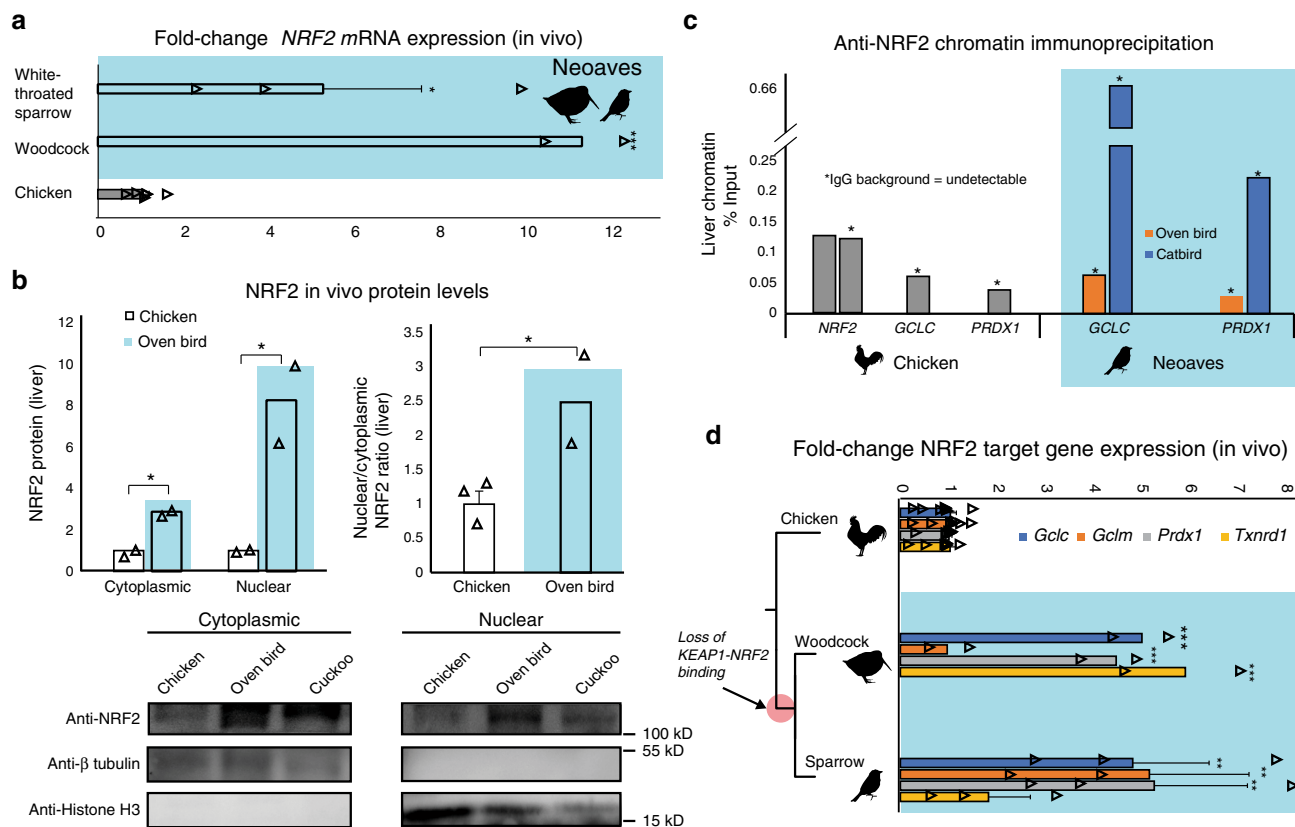 a
Fold-change NRF2 mRNA expression (in vivo)
White-
throated
sparrow
Woodcock
Chicken
Neoaves
*
***
0 2 4 6 8 10 12
b
NRF2 in vivo protein levels
NRF2 protein (liver)
12
10
8
6
4
2
0
Chicken
Oven bird
*
*
Cytoplasmic Nuclear
Nuclear/cytoplasmic
NRF2 ratio (liver)
3.5
3
2.5
2
1.5
1
0.5
0
*
Chicken Oven bird
Cytoplasmic
Nuclear
Chicken Oven bird Cuckoo
Chicken Oven bird Cuckoo
Anti-NRF2
100 kD
55 kD
Anti-β tubulin
Anti-Histone H3
15 kD
c
Anti-NRF2 chromatin immunoprecipitation
Liver chromatin
% Input
0.66
0.25
0.2
0.1
0.05
0
*IgG background = undetectable
* * * * * * *
Oven bird
Catbird
NRF2 GCLC PRDX1 GCLC PRDX1
Chicken
Neoaves
d
Fold-change NRF2 target gene expression (in vivo)
0 1 2 3 4 5 6 7 8
Chicken
Gclc Gclm Prdx1 Txnrd1
Woodcock
***
***
***
Loss of
KEAP1-NRF2
binding
Sparrow
**
**
**